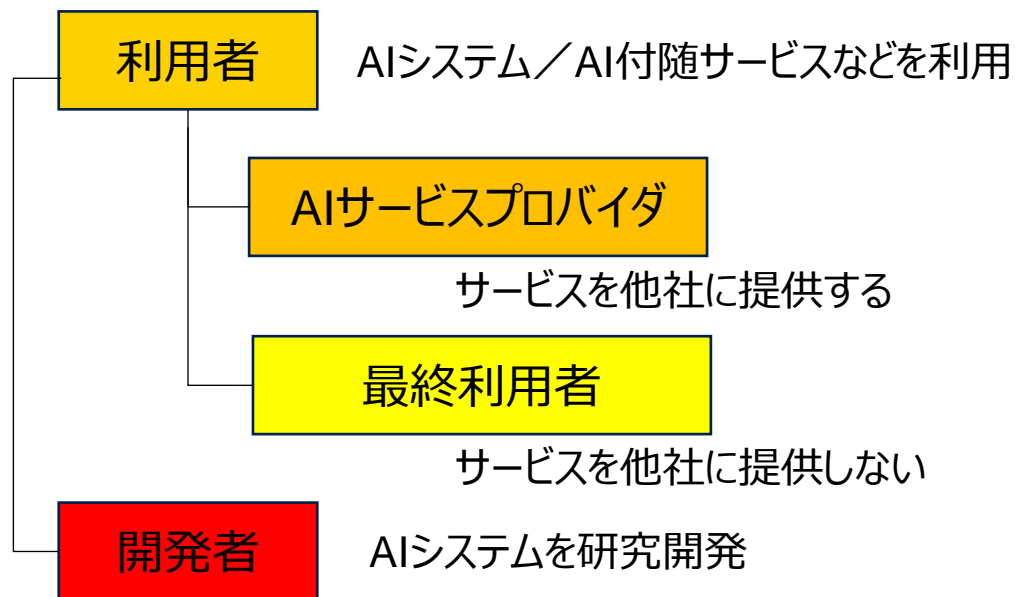 利用者
AIシステム／AI付随サービスなどを利用
AIサービスプロバイダ
サービスを他社に提供する
最終利用者
サービスを他社に提供しない
開発者
AIシステムを研究開発